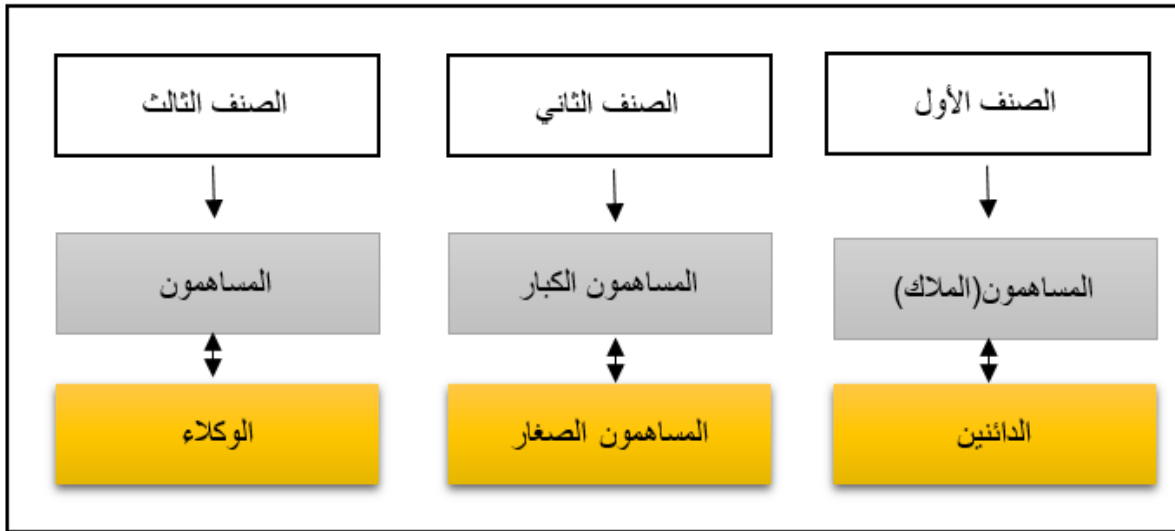 الصنف الأول
الصنف الثاني
الصنف الثالث
المساهمون(الملاك)
المساهمون الكبار
المساهمون
الدائنين
المساهمون الصغار
الوكلاء